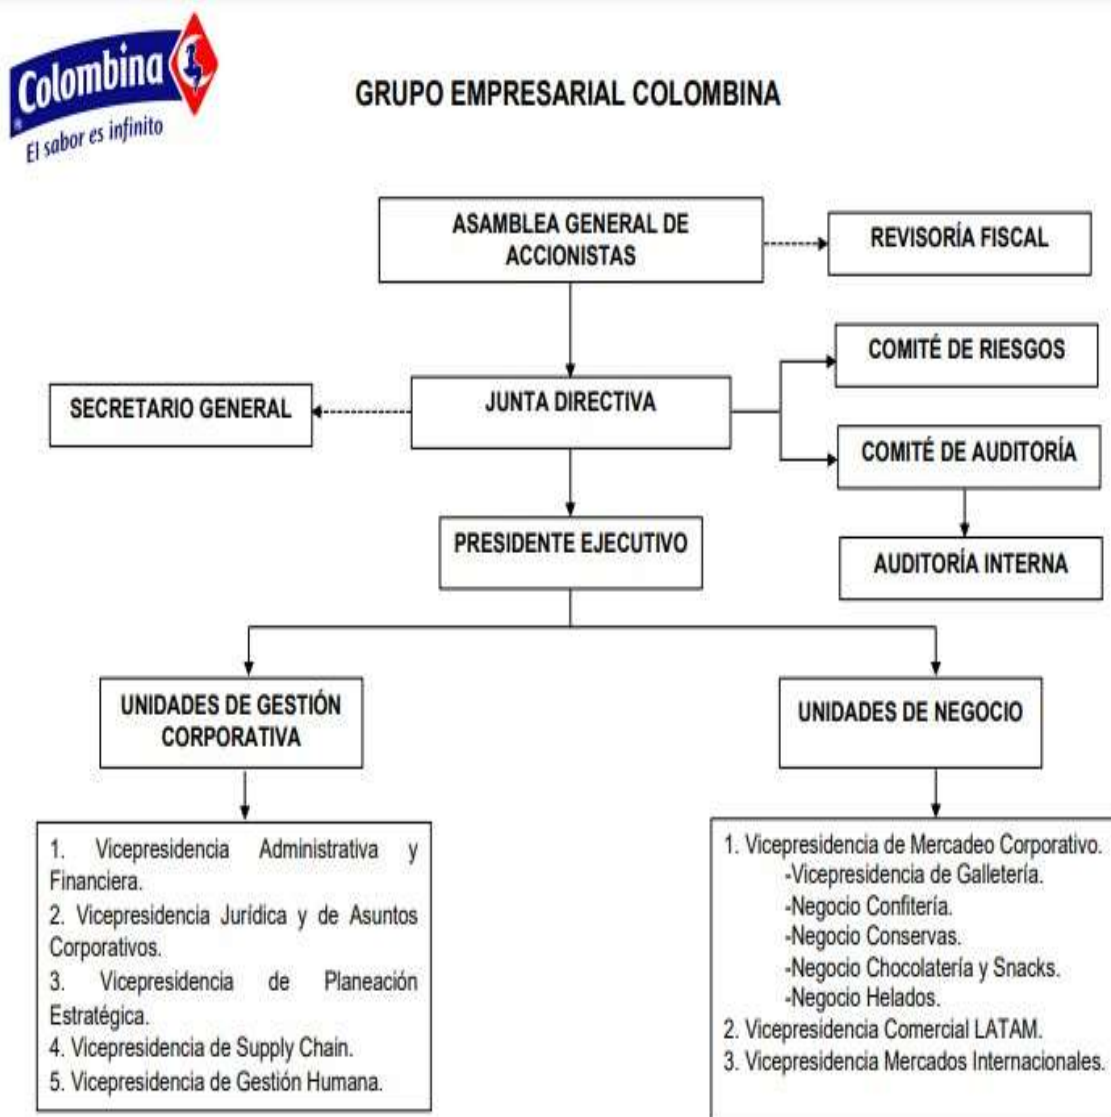 Colombina
El sabor es infinito
GRUPO EMPRESARIAL COLOMBINA
ASAMBLEA GENERAL DE
ACCIONISTAS
REVISORÍA FISCAL
COMITÉ DE RIESGOS
SECRETARIO GENERAL
JUNTA DIRECTIVA
COMITÉ DE AUDITORÍA
PRESIDENTE EJECUTIVO
AUDITORÍA INTERNA
UNIDADES DE GESTIÓN
CORPORATIVA
UNIDADES DE NEGOCIO
1. Vicepresidencia Administrativa y
Financiera.
2. Vicepresidencia Jurídica y de Asuntos
Corporativos.
3. Vicepresidencia de Planeación
Estratégica.
4. Vicepresidencia de Supply Chain.
5. Vicepresidencia de Gestión Humana.
1. Vicepresidencia de Mercadeo Corporativo.
-Vicepresidencia de Galletería.
-Negocio Confitería.
-Negocio Conservas.
-Negocio Chocolatería y Snacks.
-Negocio Helados.
2. Vicepresidencia Comercial LATAM.
3. Vicepresidencia Mercados Internacionales.